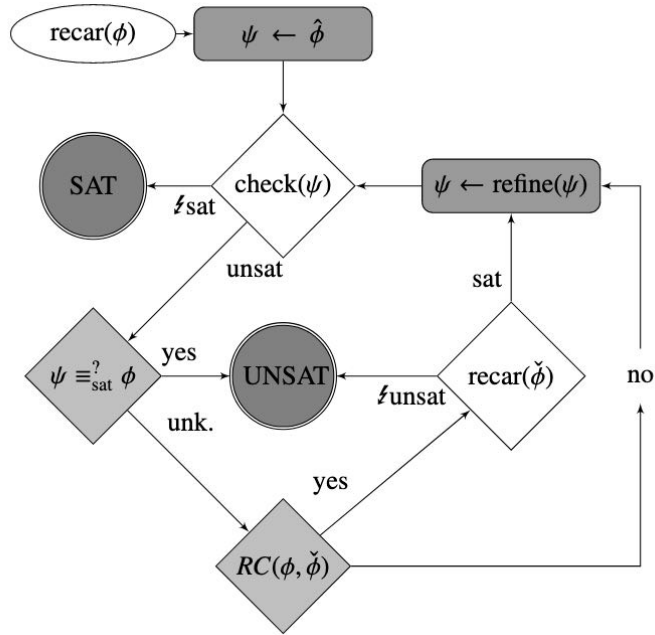 recar(ϕ)
ψ ← ϕ̂
SAT
check(ψ)
ψ ← refine(ψ)
↯sat
unsat
sat
ψ ≡?sat ϕ
yes
UNSAT
↯unsat
recar(ϕ̌)
no
unk.
yes
RC(ϕ, ϕ̌)